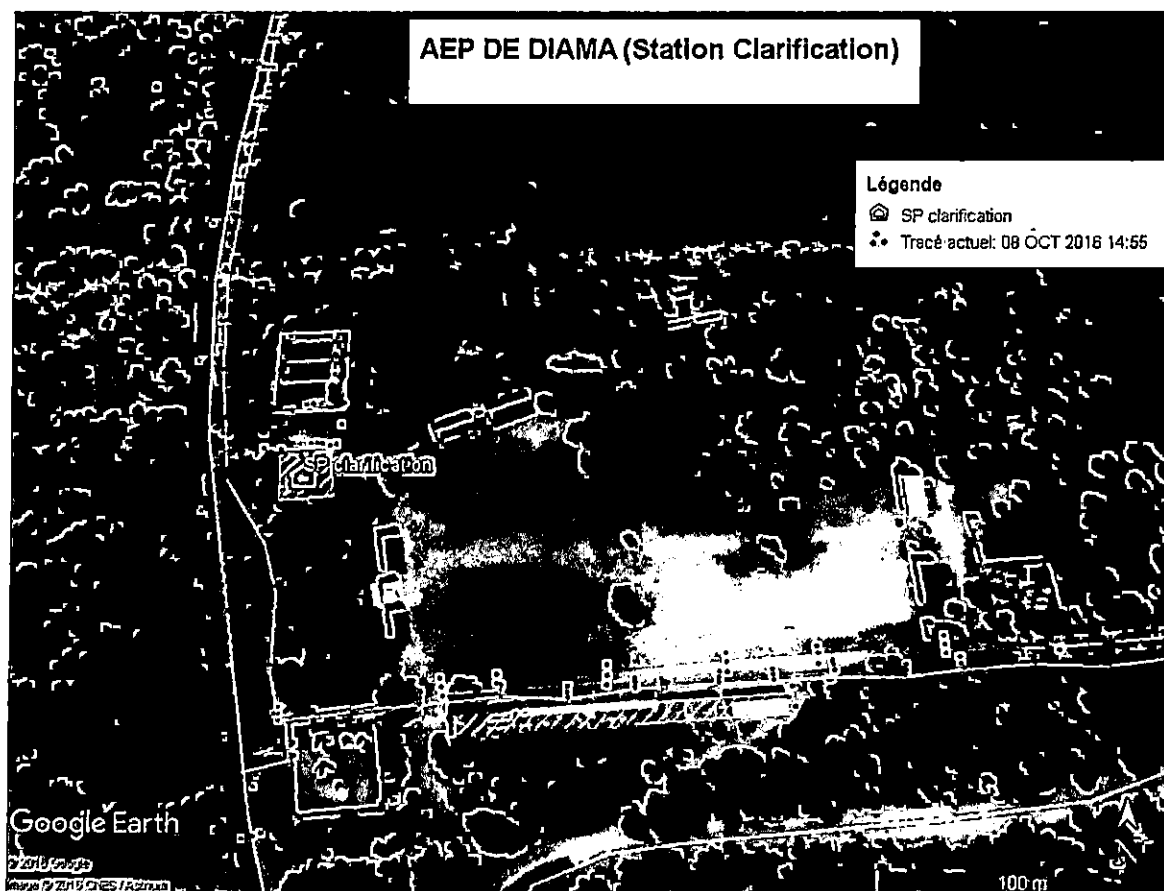 AEP DE DIAMA (Station Clarification)
Légende
SP clarification
Tracé actuel: 08 OCT 2016 14:55
SP clarification
Google Earth
100 m